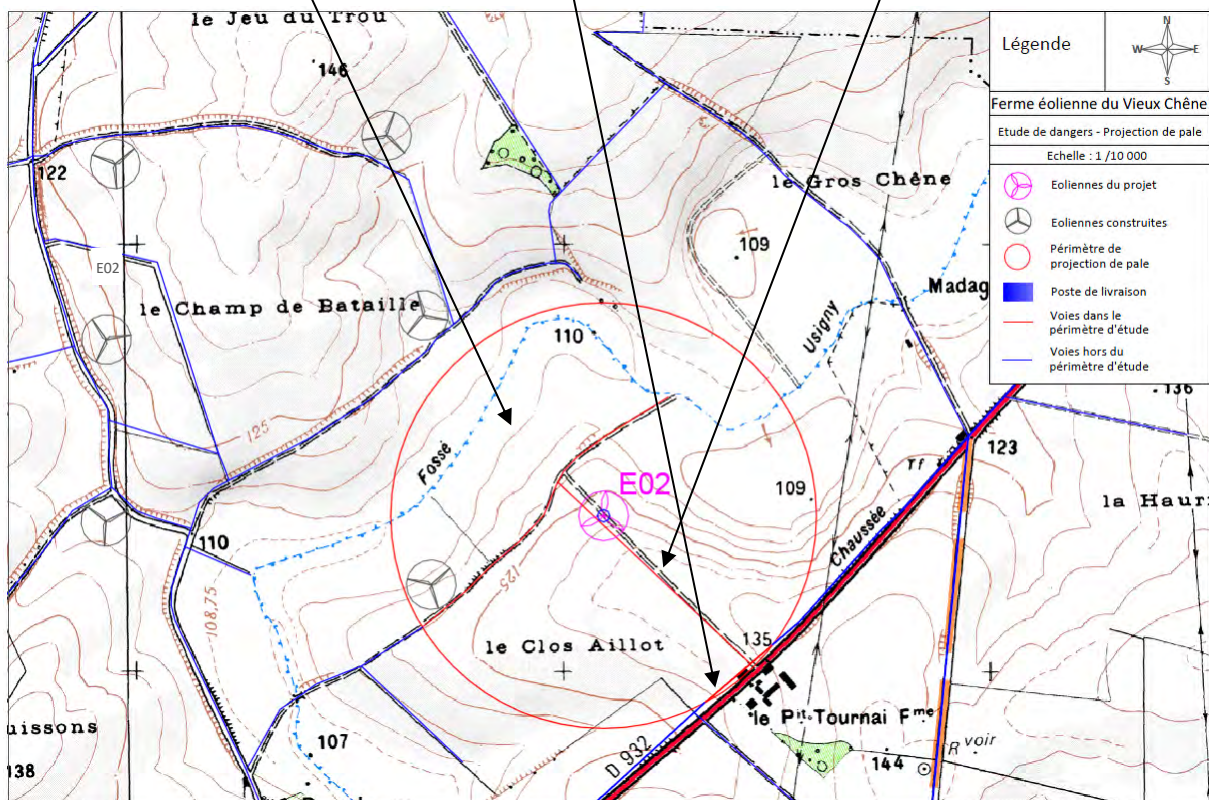 le Jeu du Trou
146
122
E02
le Champ de Bataille
le Gros Chêne
109
Usigny
Madag
110
125
Fossé
E02
109
Chaussée
Tf
123
136
la Haur
110
108,75
125
le Clos Aillot
135
le Pit Tournai Fme
D 932
uissons
107
138
144
Rvoir
Légende
N
W
E
S
Ferme éolienne du Vieux Chêne
Etude de dangers - Projection de pale
Echelle : 1 /10 000
Eoliennes du projet
Eoliennes construites
Périmètre de
projection de pale
Poste de livraison
Voies dans le
périmètre d'étude
Voies hors du
périmètre d'étude